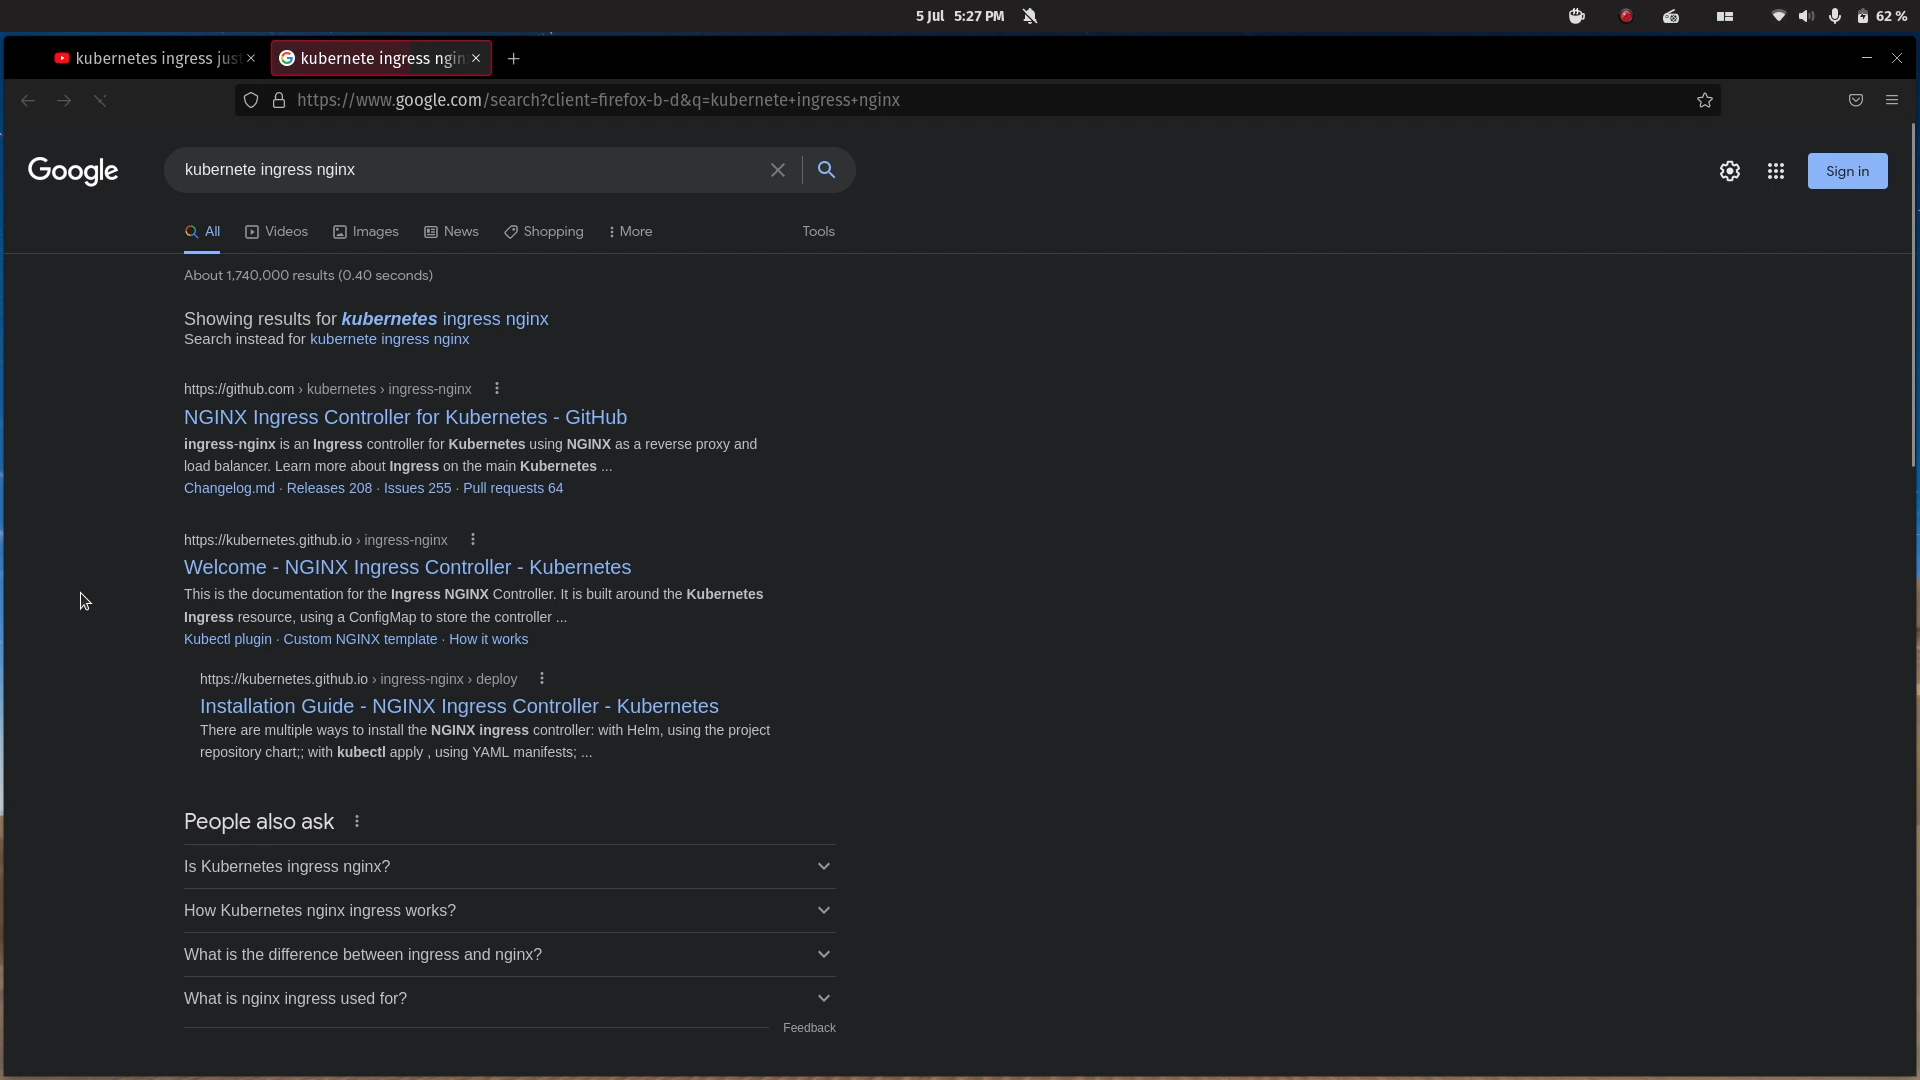 5 Jul 5:27 PM
62 %
kubernetes ingress just
kubernete ingress ngin
https://www.google.com/search?client=firefox-b-d&q=kubernete+ingress+nginx
Google
kubernete ingress nginx
Sign in
All
Videos
Images
News
Shopping
More
Tools
About 1,740,000 results (0.40 seconds)
Showing results for kubernetes ingress nginx
Search instead for kubernete ingress nginx
https://github.com › kubernetes › ingress-nginx
NGINX Ingress Controller for Kubernetes - GitHub
ingress-nginx is an Ingress controller for Kubernetes using NGINX as a reverse proxy and
load balancer. Learn more about Ingress on the main Kubernetes ...
Changelog.md · Releases 208 · Issues 255 · Pull requests 64
https://kubernetes.github.io › ingress-nginx
Welcome - NGINX Ingress Controller - Kubernetes
This is the documentation for the Ingress NGINX Controller. It is built around the Kubernetes
Ingress resource, using a ConfigMap to store the controller ...
Kubectl plugin · Custom NGINX template · How it works
https://kubernetes.github.io › ingress-nginx › deploy
Installation Guide - NGINX Ingress Controller - Kubernetes
There are multiple ways to install the NGINX ingress controller: with Helm, using the project
repository chart;; with kubectl apply , using YAML manifests; ...
People also ask
Is Kubernetes ingress nginx?
How Kubernetes nginx ingress works?
What is the difference between ingress and nginx?
What is nginx ingress used for?
Feedback